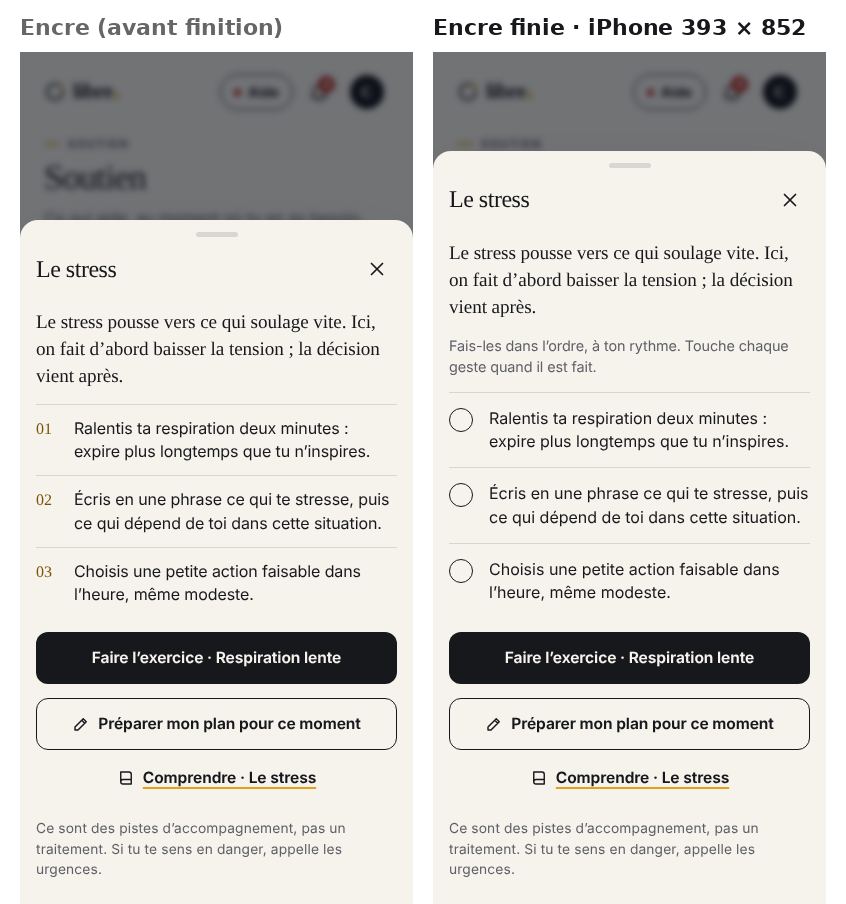 Encre (avant finition)
libre.
Aide
SOUTIEN
Soutien
Le stress
Le stress pousse vers ce qui soulage vite. Ici,
on fait d’abord baisser la tension ; la décision
vient après.
01 Ralentis ta respiration deux minutes :
expire plus longtemps que tu n’inspires.
02 Écris en une phrase ce qui te stresse, puis
ce qui dépend de toi dans cette situation.
03 Choisis une petite action faisable dans
l’heure, même modeste.
Faire l’exercice · Respiration lente
Préparer mon plan pour ce moment
Comprendre · Le stress
Ce sont des pistes d’accompagnement, pas un
traitement. Si tu te sens en danger, appelle les
urgences.
Encre finie · iPhone 393 × 852
libre.
Aide
SOUTIEN
Le stress
Le stress pousse vers ce qui soulage vite. Ici,
on fait d’abord baisser la tension ; la décision
vient après.
Fais-les dans l’ordre, à ton rythme. Touche chaque
geste quand il est fait.
Ralentis ta respiration deux minutes :
expire plus longtemps que tu n’inspires.
Écris en une phrase ce qui te stresse, puis
ce qui dépend de toi dans cette situation.
Choisis une petite action faisable dans
l’heure, même modeste.
Faire l’exercice · Respiration lente
Préparer mon plan pour ce moment
Comprendre · Le stress
Ce sont des pistes d’accompagnement, pas un
traitement. Si tu te sens en danger, appelle les
urgences.